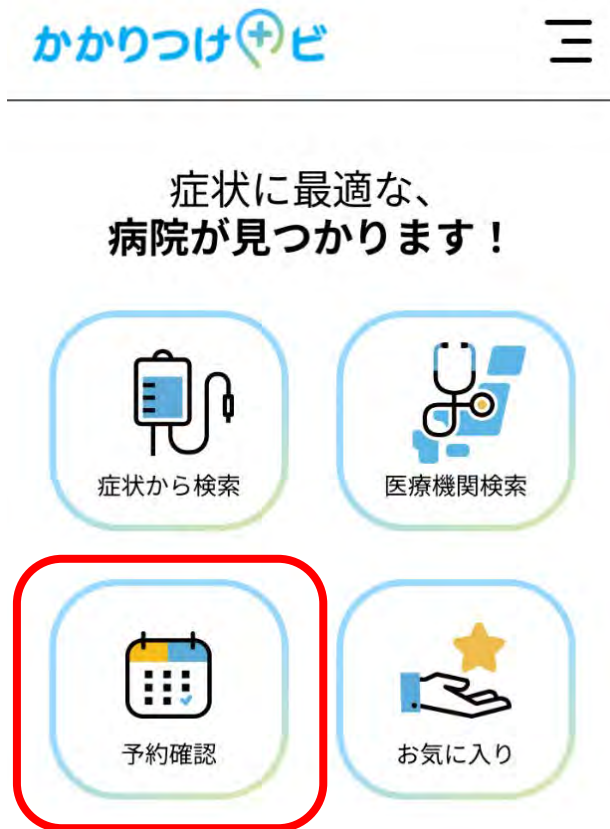 かかりつけナビ
症状に最適な、
病院が見つかります！
症状から検索
医療機関検索
予約確認
お気に入り